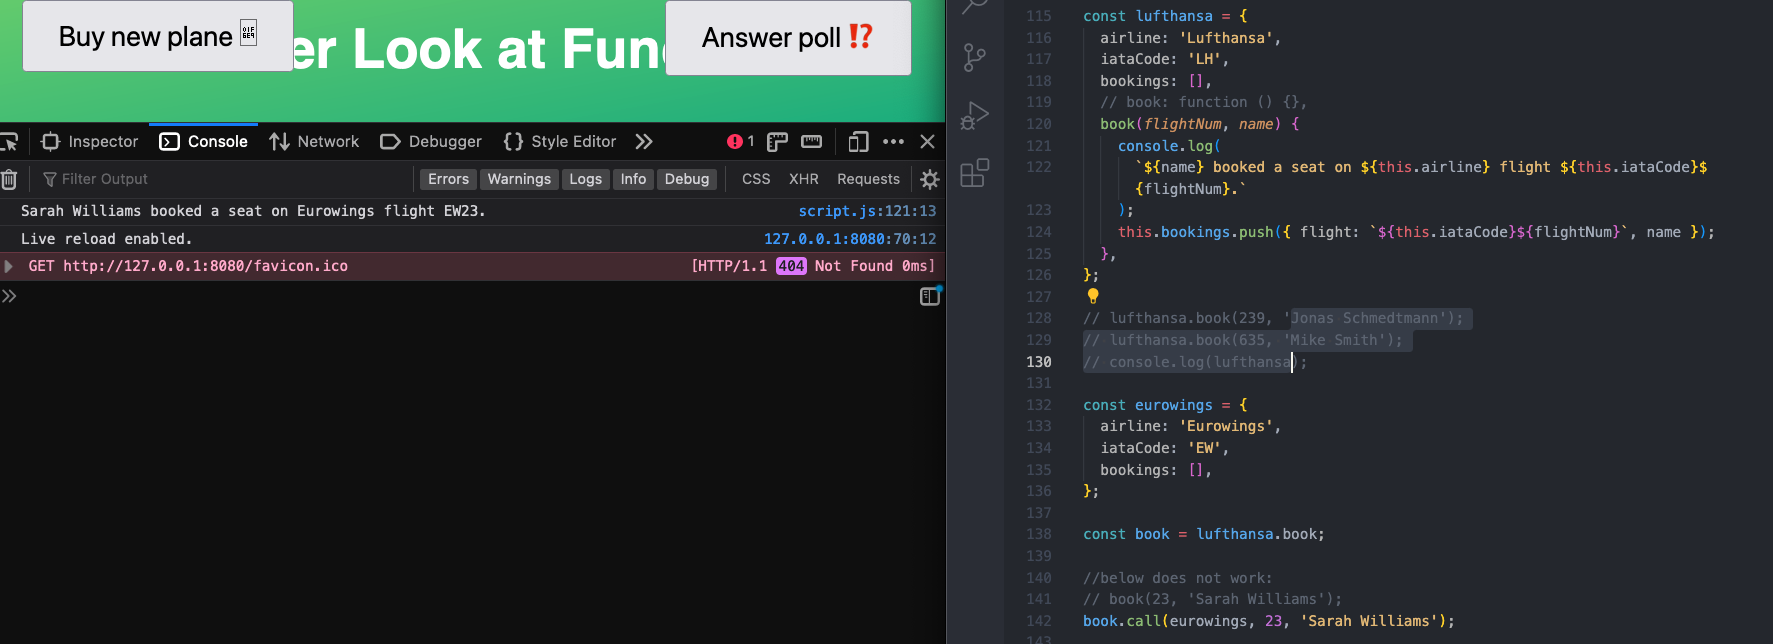 Buy new plane
er Look at Fun
Answer poll ⁉️
Inspector
Console
Network
Debugger
{} Style Editor
1
Filter Output
Errors
Warnings
Logs
Info
Debug
CSS
XHR
Requests
Sarah Williams booked a seat on Eurowings flight EW23. script.js:121:13
Live reload enabled. 127.0.0.1:8080:70:12
GET http://127.0.0.1:8080/favicon.ico [HTTP/1.1 404 Not Found 0ms]
115 const lufthansa = {
116 airline: 'Lufthansa',
117 iataCode: 'LH',
118 bookings: [],
119 // book: function () {},
120 book(flightNum, name) {
121 console.log(
122 `${name} booked a seat on ${this.airline} flight ${this.iataCode}$
{flightNum}.`
123 );
124 this.bookings.push({ flight: `${this.iataCode}${flightNum}`, name });
125 },
126 };
127
128 // lufthansa.book(239, 'Jonas Schmedtmann');
129 // lufthansa.book(635, 'Mike Smith');
130 // console.log(lufthansa);
131
132 const eurowings = {
133 airline: 'Eurowings',
134 iataCode: 'EW',
135 bookings: [],
136 };
137
138 const book = lufthansa.book;
139
140 //below does not work:
141 // book(23, 'Sarah Williams');
142 book.call(eurowings, 23, 'Sarah Williams');
143